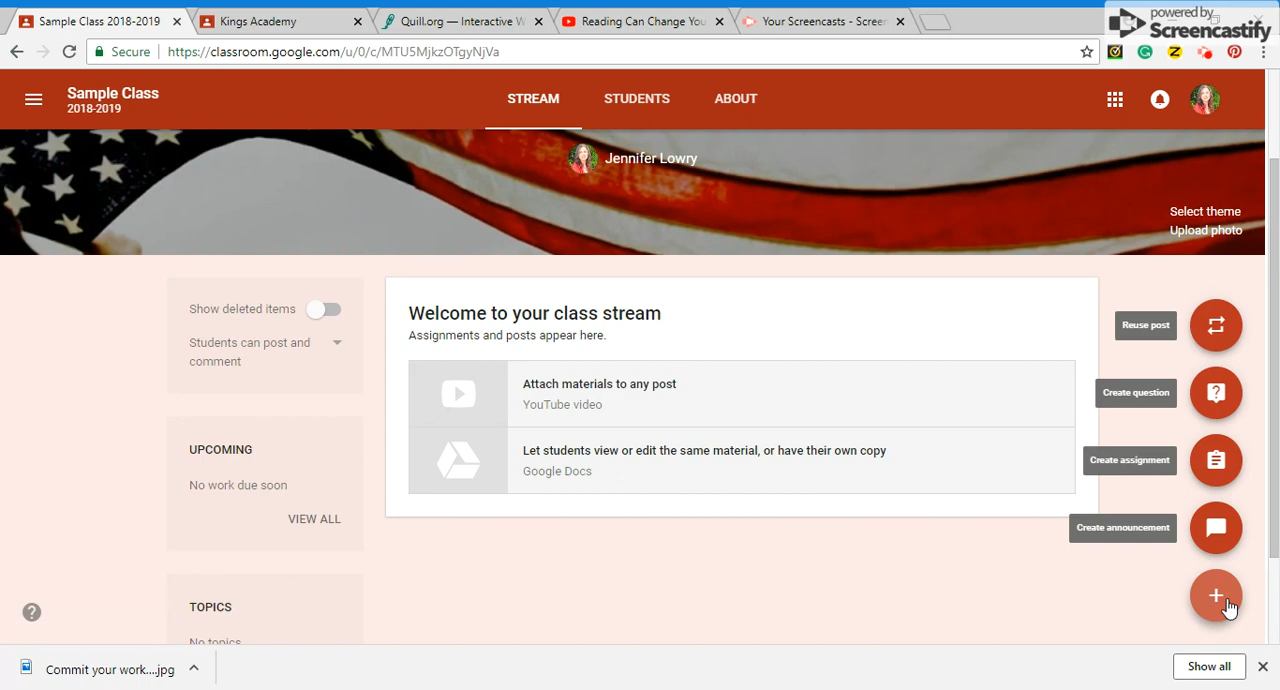 Sample Class 2018-2019
Kings Academy
Quill.org — Interactive W
Reading Can Change You
Your Screencasts - Screen
powered by
Screencastify
Secure
https://classroom.google.com/u/0/c/MTU5MjkzOTgyNjVa
Sample Class
2018-2019
STREAM
STUDENTS
ABOUT
Jennifer Lowry
Select theme
Upload photo
Show deleted items
Students can post and
comment
UPCOMING
No work due soon
VIEW ALL
TOPICS
No topics
Welcome to your class stream
Assignments and posts appear here.
Attach materials to any post
YouTube video
Let students view or edit the same material, or have their own copy
Google Docs
Reuse post
Create question
Create assignment
Create announcement
Commit your work....jpg
Show all